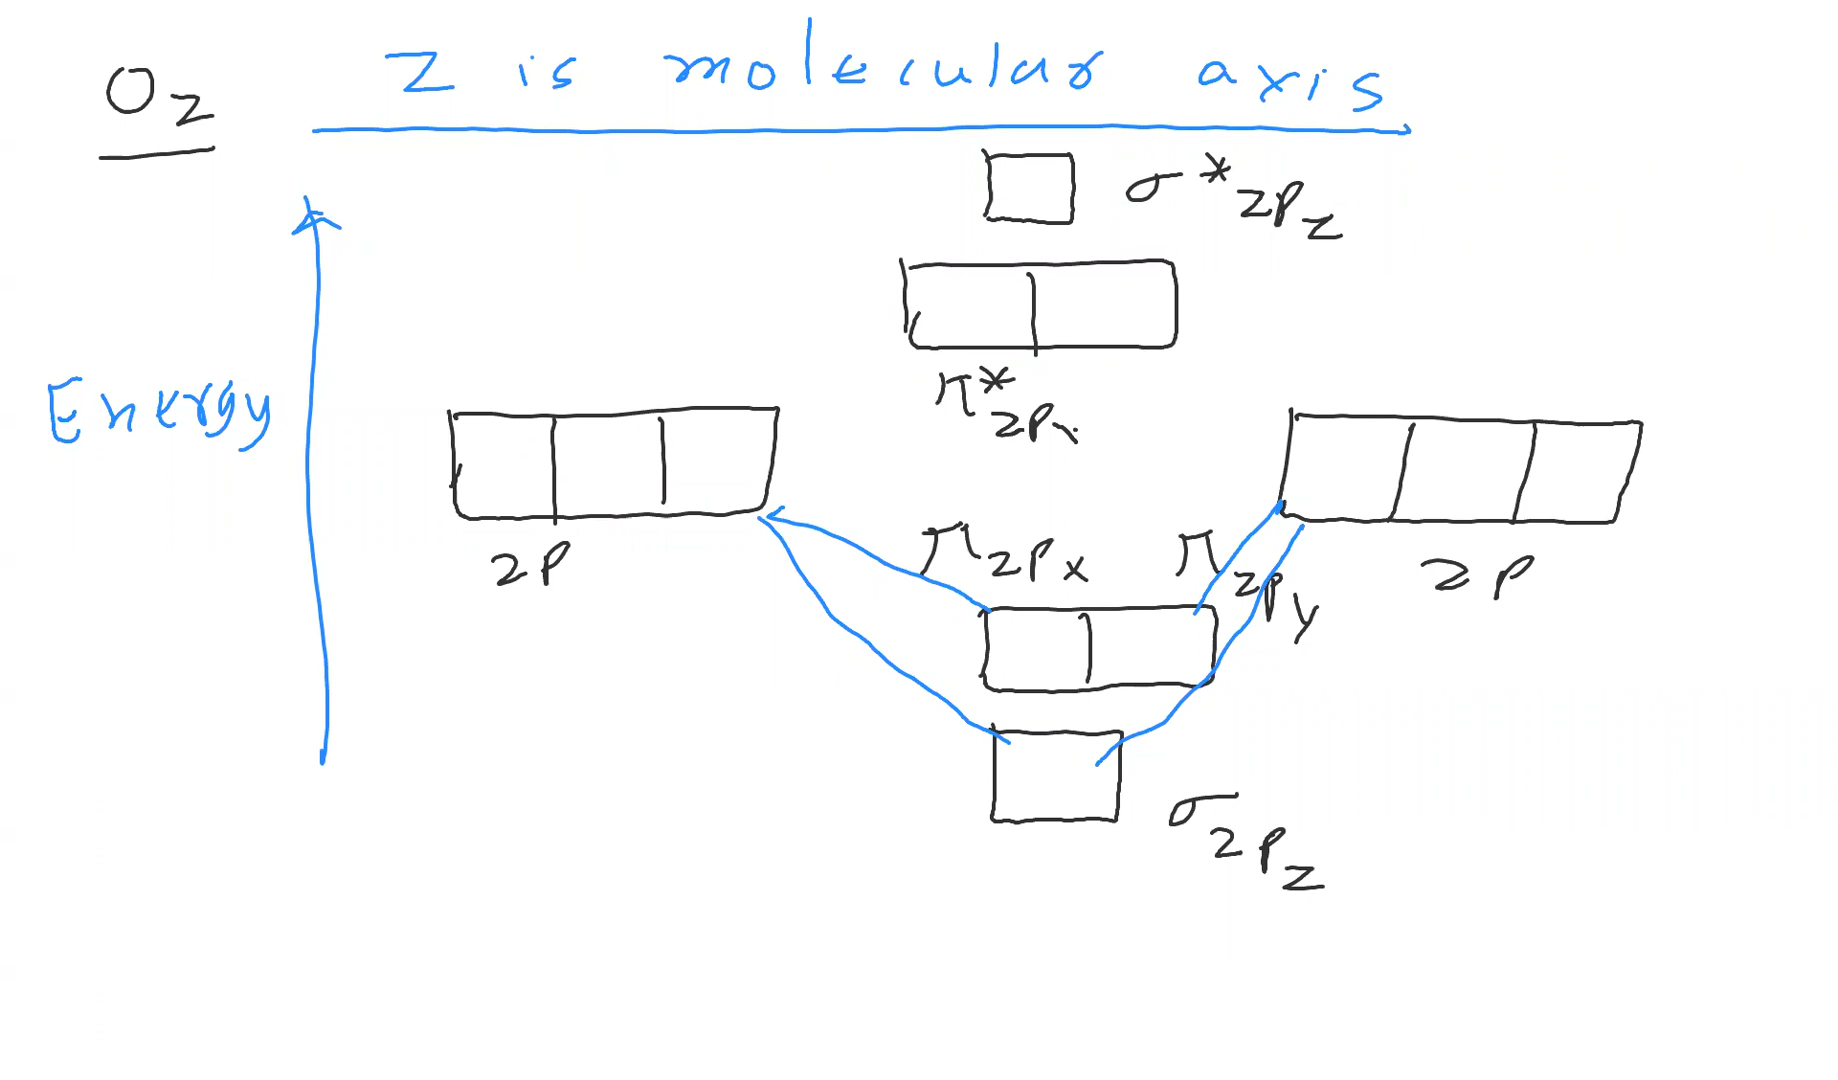 O₂ Z is molecular axis
σ*2Pz
Energy
π*2P
2P
π2Px
π2Py
2P
σ2Pz